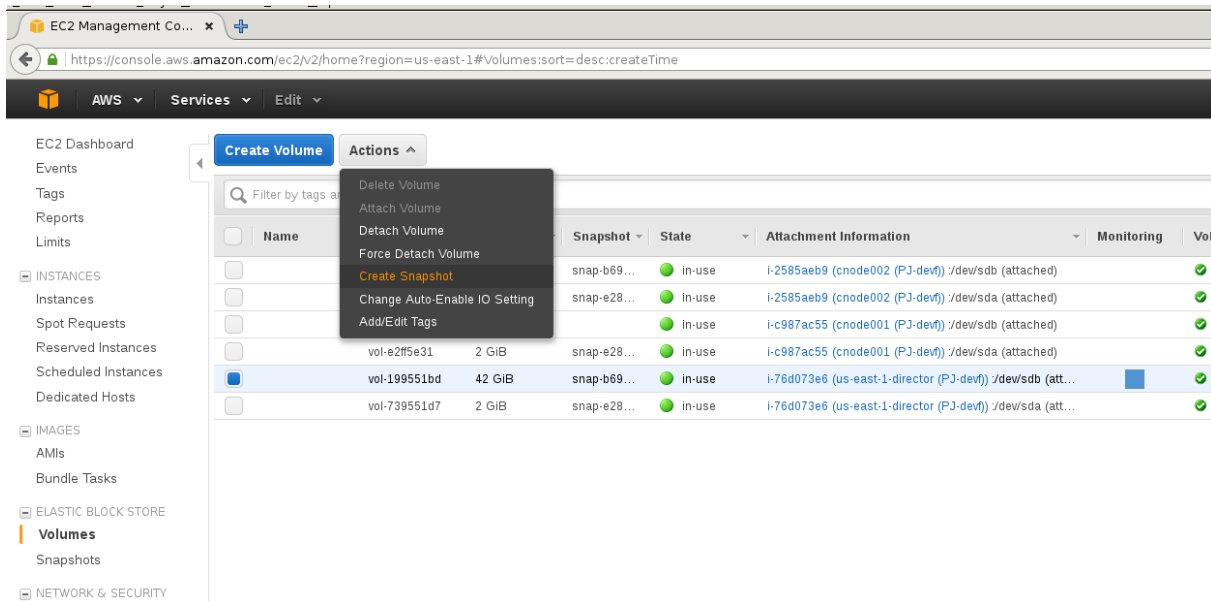 EC2 Management Co...
https://console.aws.amazon.com/ec2/v2/home?region=us-east-1#Volumes:sort=desc:createTime
AWS Services Edit
EC2 Dashboard
Events
Tags
Reports
Limits
INSTANCES
Instances
Spot Requests
Reserved Instances
Scheduled Instances
Dedicated Hosts
IMAGES
AMIs
Bundle Tasks
ELASTIC BLOCK STORE
Volumes
Snapshots
NETWORK & SECURITY
Create Volume Actions
Filter by tags
Delete Volume
Attach Volume
Detach Volume
Force Detach Volume
Create Snapshot
Change Auto-Enable IO Setting
Add/Edit Tags
Name Snapshot State Attachment Information Monitoring
snap-b69... in-use i-2585aeb9 (cnode002 (PJ-devf)):/dev/sdb (attached)
snap-e28... in-use i-2585aeb9 (cnode002 (PJ-devf)):/dev/sda (attached)
in-use i-c987ac55 (cnode001 (PJ-devf)):/dev/sdb (attached)
vol-e2ff5e31 2 GiB snap-e28... in-use i-c987ac55 (cnode001 (PJ-devf)):/dev/sda (attached)
vol-199551bd 42 GiB snap-b69... in-use i-76d073e6 (us-east-1-director (PJ-devf)):/dev/sdb (att...
vol-739551d7 2 GiB snap-e28... in-use i-76d073e6 (us-east-1-director (PJ-devf)):/dev/sda (att...